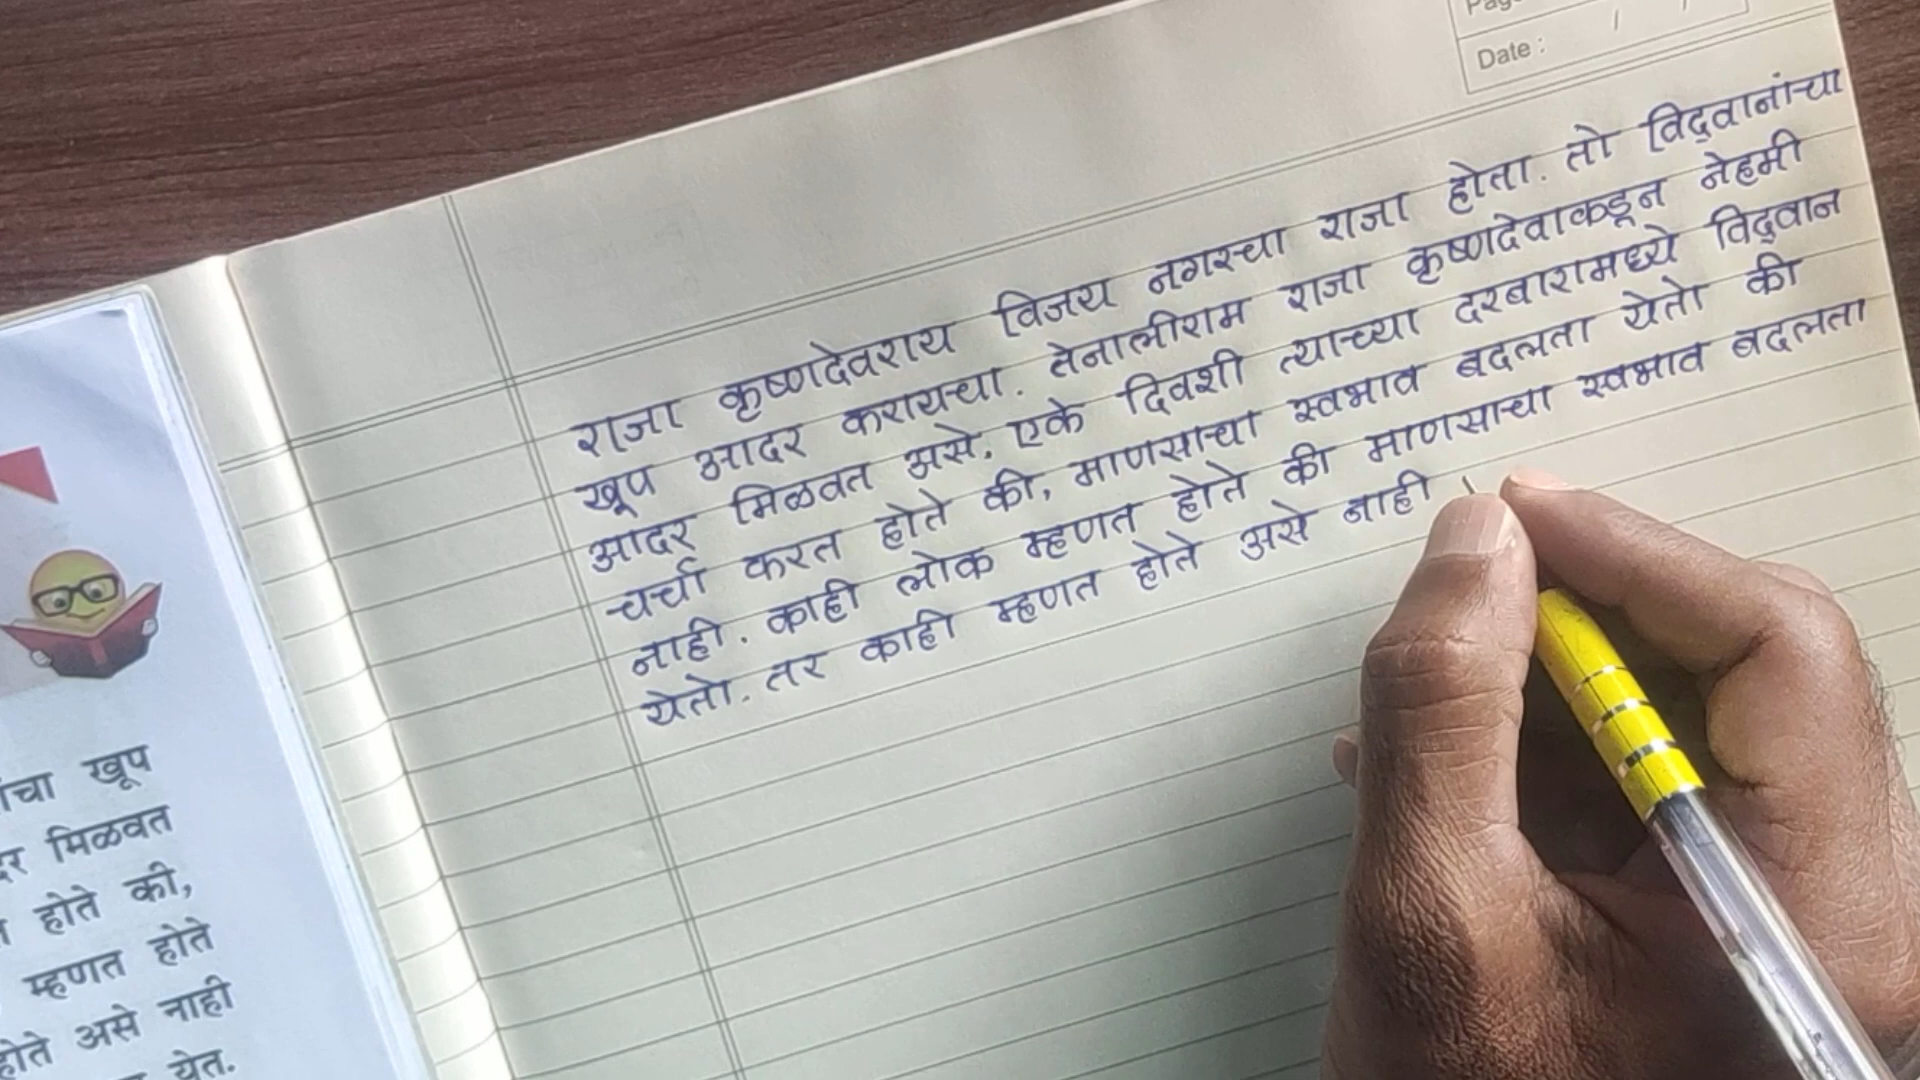 Date :
राजा कृष्णदेवराय विजय नगरचा राजा होता. तो विद्वानांचा
खूप आदर करायचा. तेनालीराम राजा कृष्णदेवाकडून नेहमी
आदर मिळवत असे. एके दिवशी त्याच्या दरबारामध्ये विद्वान
चर्चा करत होते की, माणसाचा स्वभाव बदलता येतो की
नाही. काही लोक म्हणत होते की माणसाचा स्वभाव बदलता
येतो. तर काही म्हणत होते असे नाही
खूप
मिळवत
होते की,
म्हणत होते
होते असे नाही
येत.